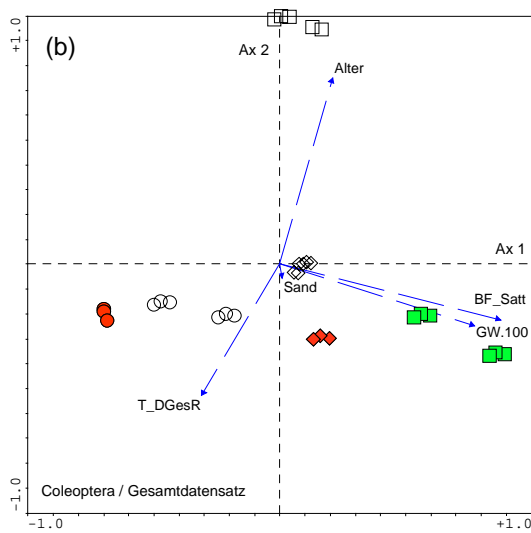 +1.0
(b)
Ax 2
Alter
Ax 1
Sand
BF_Satt
GW.100
T_DGesR
Coleoptera / Gesamtdatensatz
-1.0
-1.0
+1.0